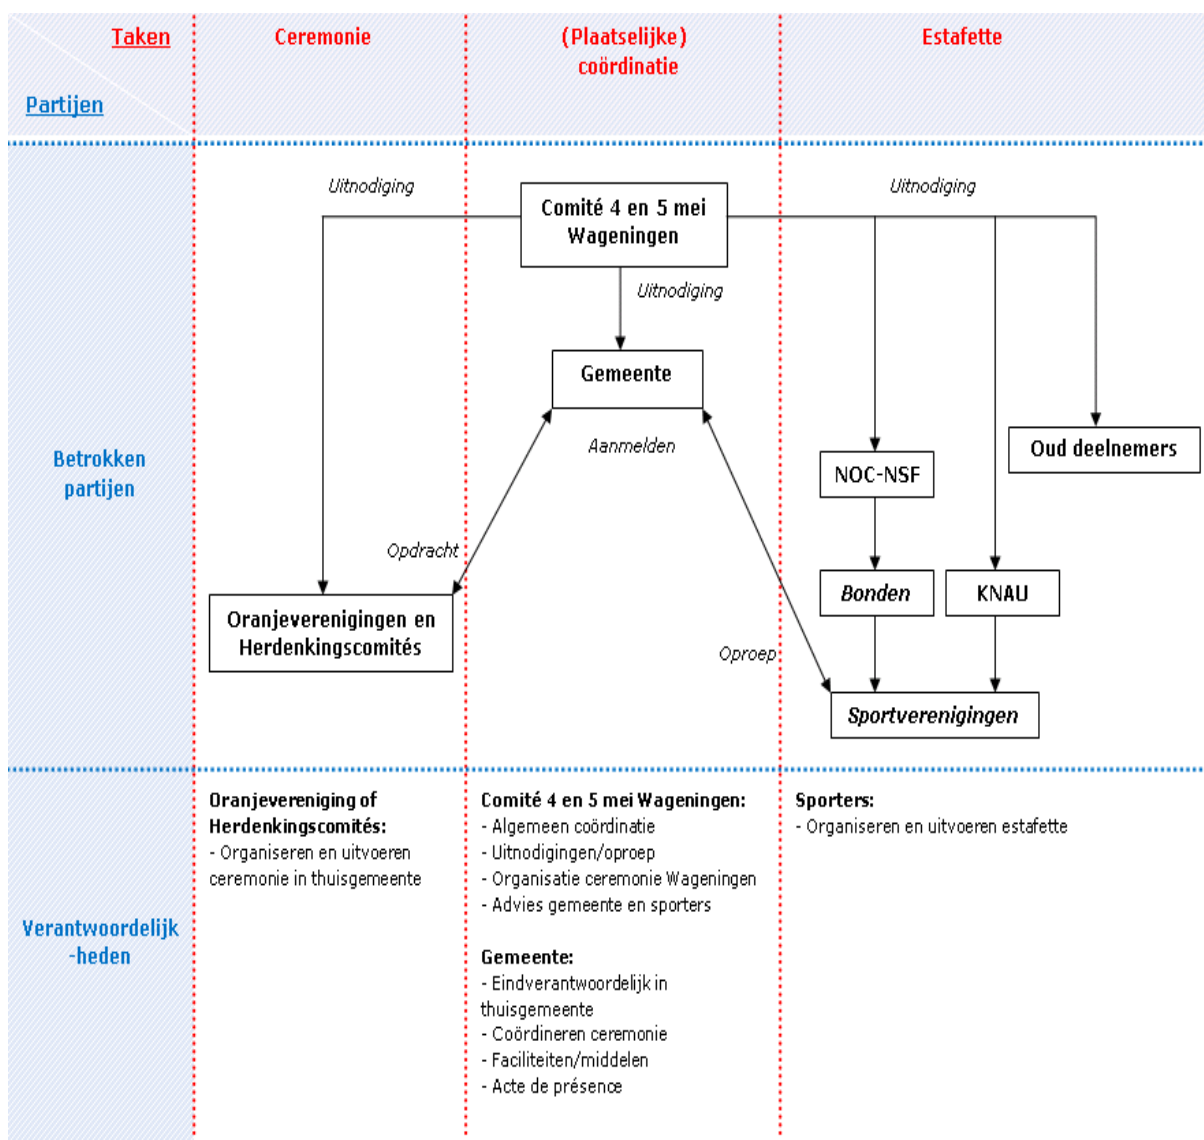 Taken
Partijen
Ceremonie
(Plaatselijke)
coördinatie
Estafette
Betrokken
partijen
Uitnodiging
Comité 4 en 5 mei
Wageningen
Uitnodiging
Uitnodiging
Gemeente
Aanmelden
Oud deelnemers
NOC-NSF
Opdracht
Bonden
KNAU
Oranjeverenigingen en
Herdenkingscomités
Oproep
Sportverenigingen
Verantwoordelijk
-heden
Oranjevereniging of
Herdenkingscomités:
- Organiseren en uitvoeren
ceremonie in thuisgemeente
Comité 4 en 5 mei Wageningen:
- Algemeen coördinatie
- Uitnodigingen/oproep
- Organisatie ceremonie Wageningen
- Advies gemeente en sporters
Gemeente:
- Eindverantwoordelijk in
thuisgemeente
- Coördineren ceremonie
- Faciliteiten/middelen
- Acte de présence
Sporters:
- Organiseren en uitvoeren estafette